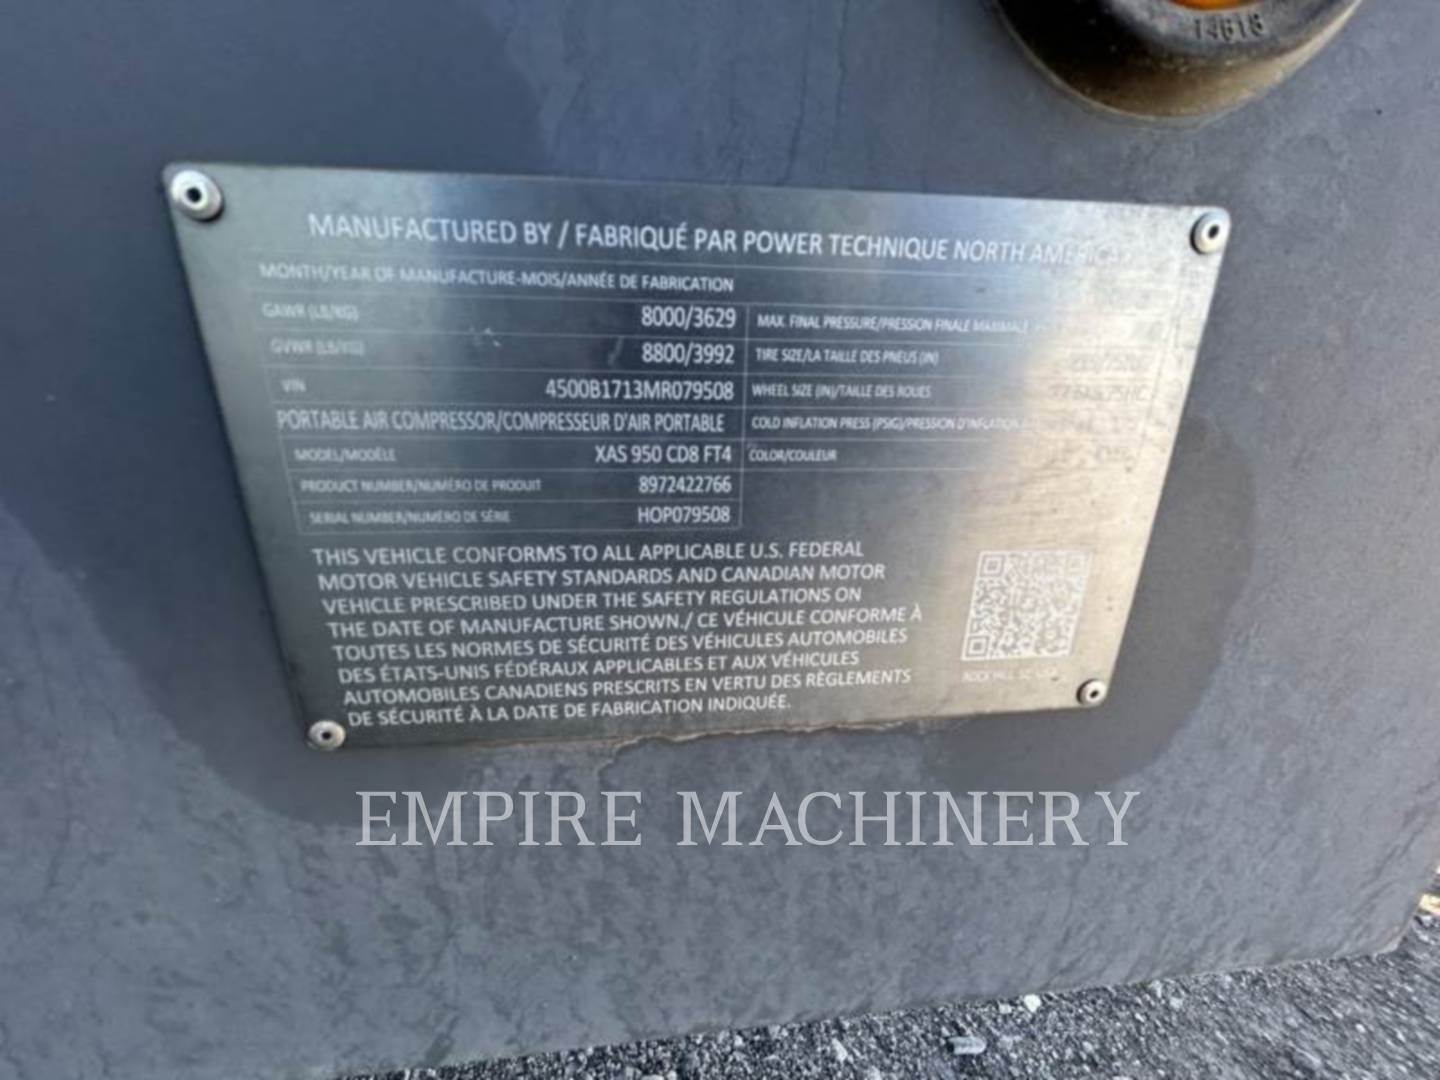 14618
MANUFACTURED BY / FABRIQUÉ PAR POWER TECHNIQUE NORTH AMERICA
MONTH/YEAR OF MANUFACTURE-MOIS/ANNÉE DE FABRICATION
GAWR (LB/KG) 8000/3629 MAX. FINAL PRESSURE/PRESSION FINALE MAXIMALE
GVWR (LB/KG) 8800/3992 TIRE SIZE/LA TAILLE DES PNEUS (IN)
VIN 4500B1713MR079508 WHEEL SIZE (IN)/TAILLE DES ROUES
PORTABLE AIR COMPRESSOR/COMPRESSEUR D'AIR PORTABLE COLD INFLATION PRESS (PSIG)/PRESSION D'INFLATION
MODEL/MODÈLE XAS 950 CD8 FT4 COLOR/COULEUR
PRODUCT NUMBER/NUMÉRO DE PRODUIT 8972422766
SERIAL NUMBER/NUMÉRO DE SÉRIE HOP079508
THIS VEHICLE CONFORMS TO ALL APPLICABLE U.S. FEDERAL
MOTOR VEHICLE SAFETY STANDARDS AND CANADIAN MOTOR
VEHICLE PRESCRIBED UNDER THE SAFETY REGULATIONS ON
THE DATE OF MANUFACTURE SHOWN./ CE VÉHICULE CONFORME À
TOUTES LES NORMES DE SÉCURITÉ DES VÉHICULES AUTOMOBILES
DES ÉTATS-UNIS FÉDÉRAUX APPLICABLES ET AUX VÉHICULES
AUTOMOBILES CANADIENS PRESCRITS EN VERTU DES RÈGLEMENTS
DE SÉCURITÉ À LA DATE DE FABRICATION INDIQUÉE.
ROCK HILL, SC USA
EMPIRE MACHINERY